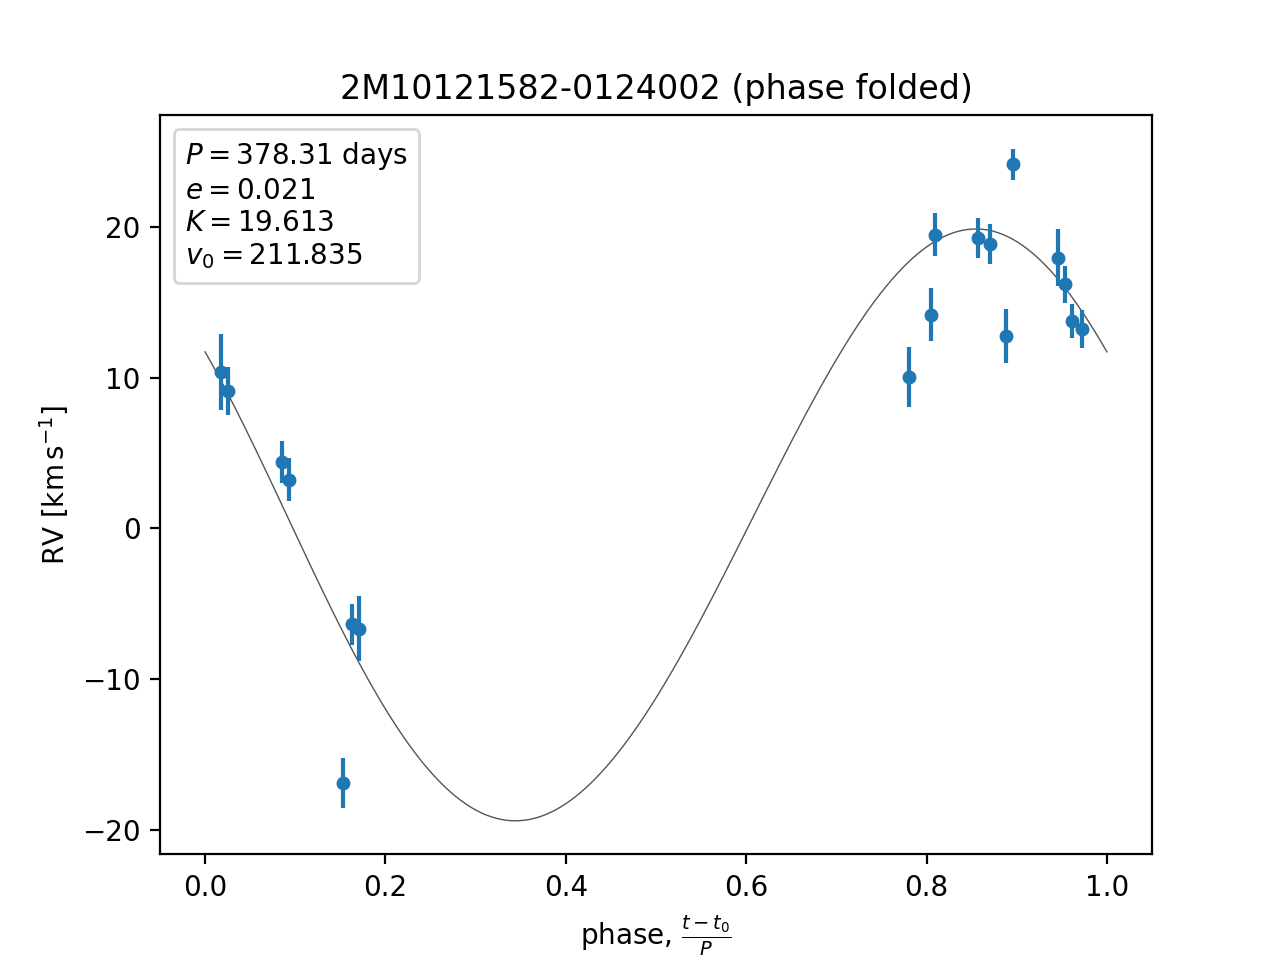 2M10121582-0124002 (phase folded)
P = 378.31 days
e = 0.021
K = 19.613
v₀ = 211.835
20
10
0
−10
−20
RV [km s⁻¹]
0.0 0.2 0.4 0.6 0.8 1.0
phase, (t − t₀)/P